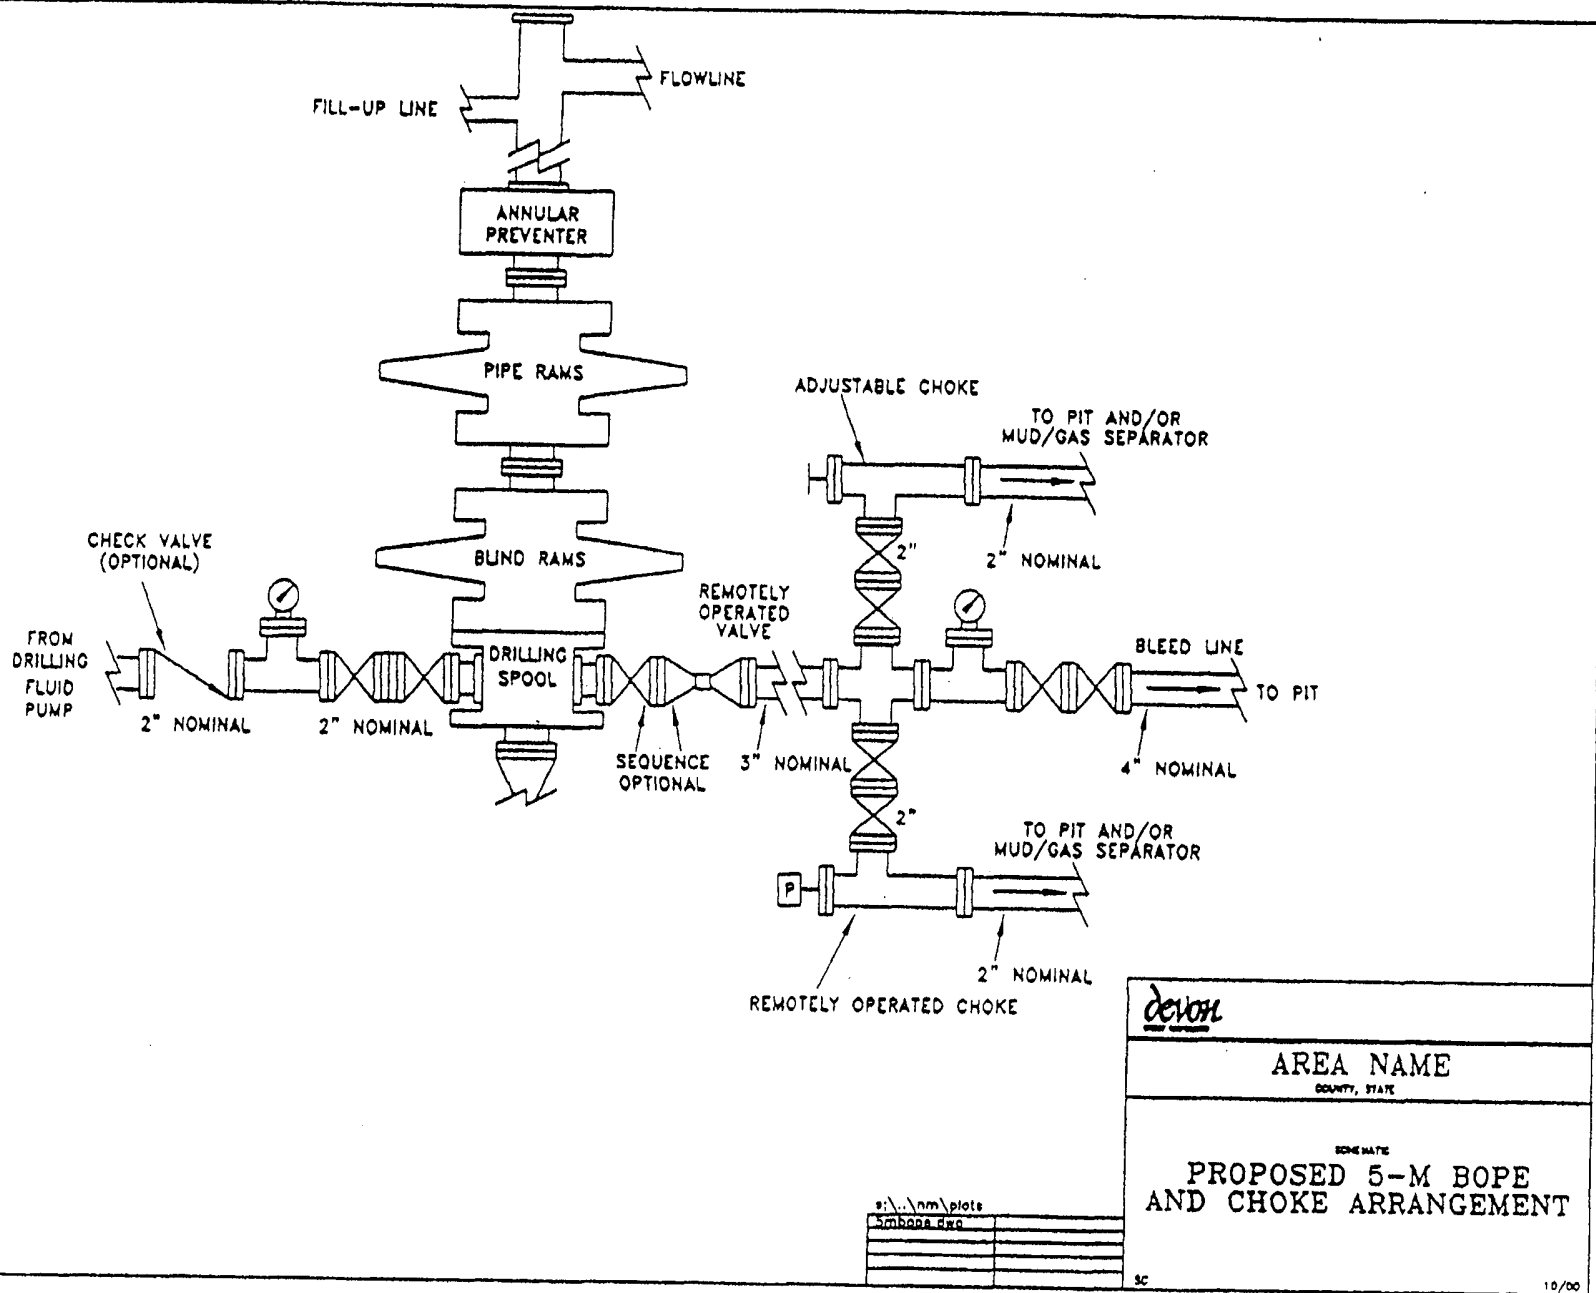 FLOWLINE
FILL-UP LINE
ANNULAR
PREVENTER
PIPE RAMS
ADJUSTABLE CHOKE
TO PIT AND/OR
MUD/GAS SEPARATOR
2" NOMINAL
2"
CHECK VALVE
(OPTIONAL)
BLIND RAMS
REMOTELY
OPERATED
VALVE
FROM
DRILLING
FLUID
PUMP
DRILLING
SPOOL
BLEED LINE
TO PIT
2" NOMINAL
2" NOMINAL
SEQUENCE
OPTIONAL
3" NOMINAL
4" NOMINAL
2"
TO PIT AND/OR
MUD/GAS SEPARATOR
P
2" NOMINAL
REMOTELY OPERATED CHOKE
devon
AREA NAME
COUNTY, STATE
SCHEMATIC
PROPOSED 5-M BOPE
AND CHOKE ARRANGEMENT
s:\..\nm\plots
5mbope.dwg
SC
10/00